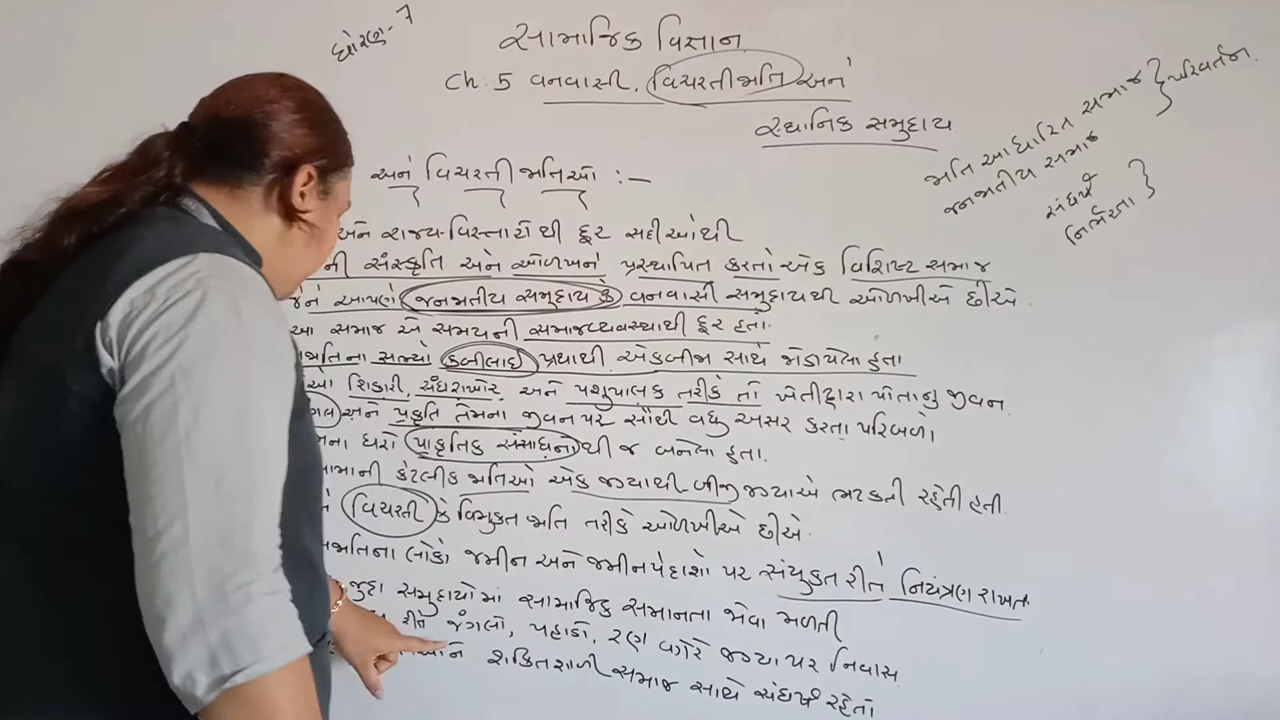 ધોરણ-7
સામાજિક વિજ્ઞાન
Ch: 5 વનવાસી, વિચરતીજાતિ અને
સ્થાનિક સમુદાય
જાતિ આધારિત સમાજ } પરિવર્તન
જનજાતીય સમાજ
સંઘર્ષ
નિર્ભરતા }
અને વિચરતી જાતિઓ :-
અને રાજ્ય-વિસ્તારોથી દૂર સદીઓથી
ની સંસ્કૃતિ અને ઓળખને પ્રસ્થાપિત કરતો એક વિશિષ્ટ સમાજ
જેને આપણે જનજાતીય સમુદાય કે વનવાસી સમુદાયથી ઓળખીએ છીએ.
આ સમાજ એ સમયની સમાજવ્યવસ્થાથી દૂર હતો.
જાતિના સભ્યો કબીલાઇ પ્રથાથી એકબીજા સાથે જોડાયેલા હતા
શિકારી, સંઘરાખોર અને પશુપાલક તરીકે તો ખેતીદ્વારા પોતાનુ જીવન
અને પ્રકૃતિ તેમના જીવન પર સૌથી વધુ અસર કરતા પરિબળો
ઘરો પ્રાકૃતિક સંસાધનોથી જ બનેલા હતા.
કેટલીક જાતિઓ એક જગ્યાથી-બીજી જગ્યાએ ભટકતી રહેતી હતી
વિચરતી કે વિમુક્ત જાતિ તરીકે ઓળખીએ છીએ.
જાતિના લોકો જમીન અને જમીનપેદાશો પર સંયુકત રીતે નિયંત્રણ રાખતા
જુદા સમુદાયોમાં સામાજિક સમાનતા જોવા મળતી
રીતે જંગલો, પહાડો, રણ વગેરે જગ્યા પર નિવાસ
શક્તિશાળી સમાજ સાથે સંઘર્ષ રહેતો